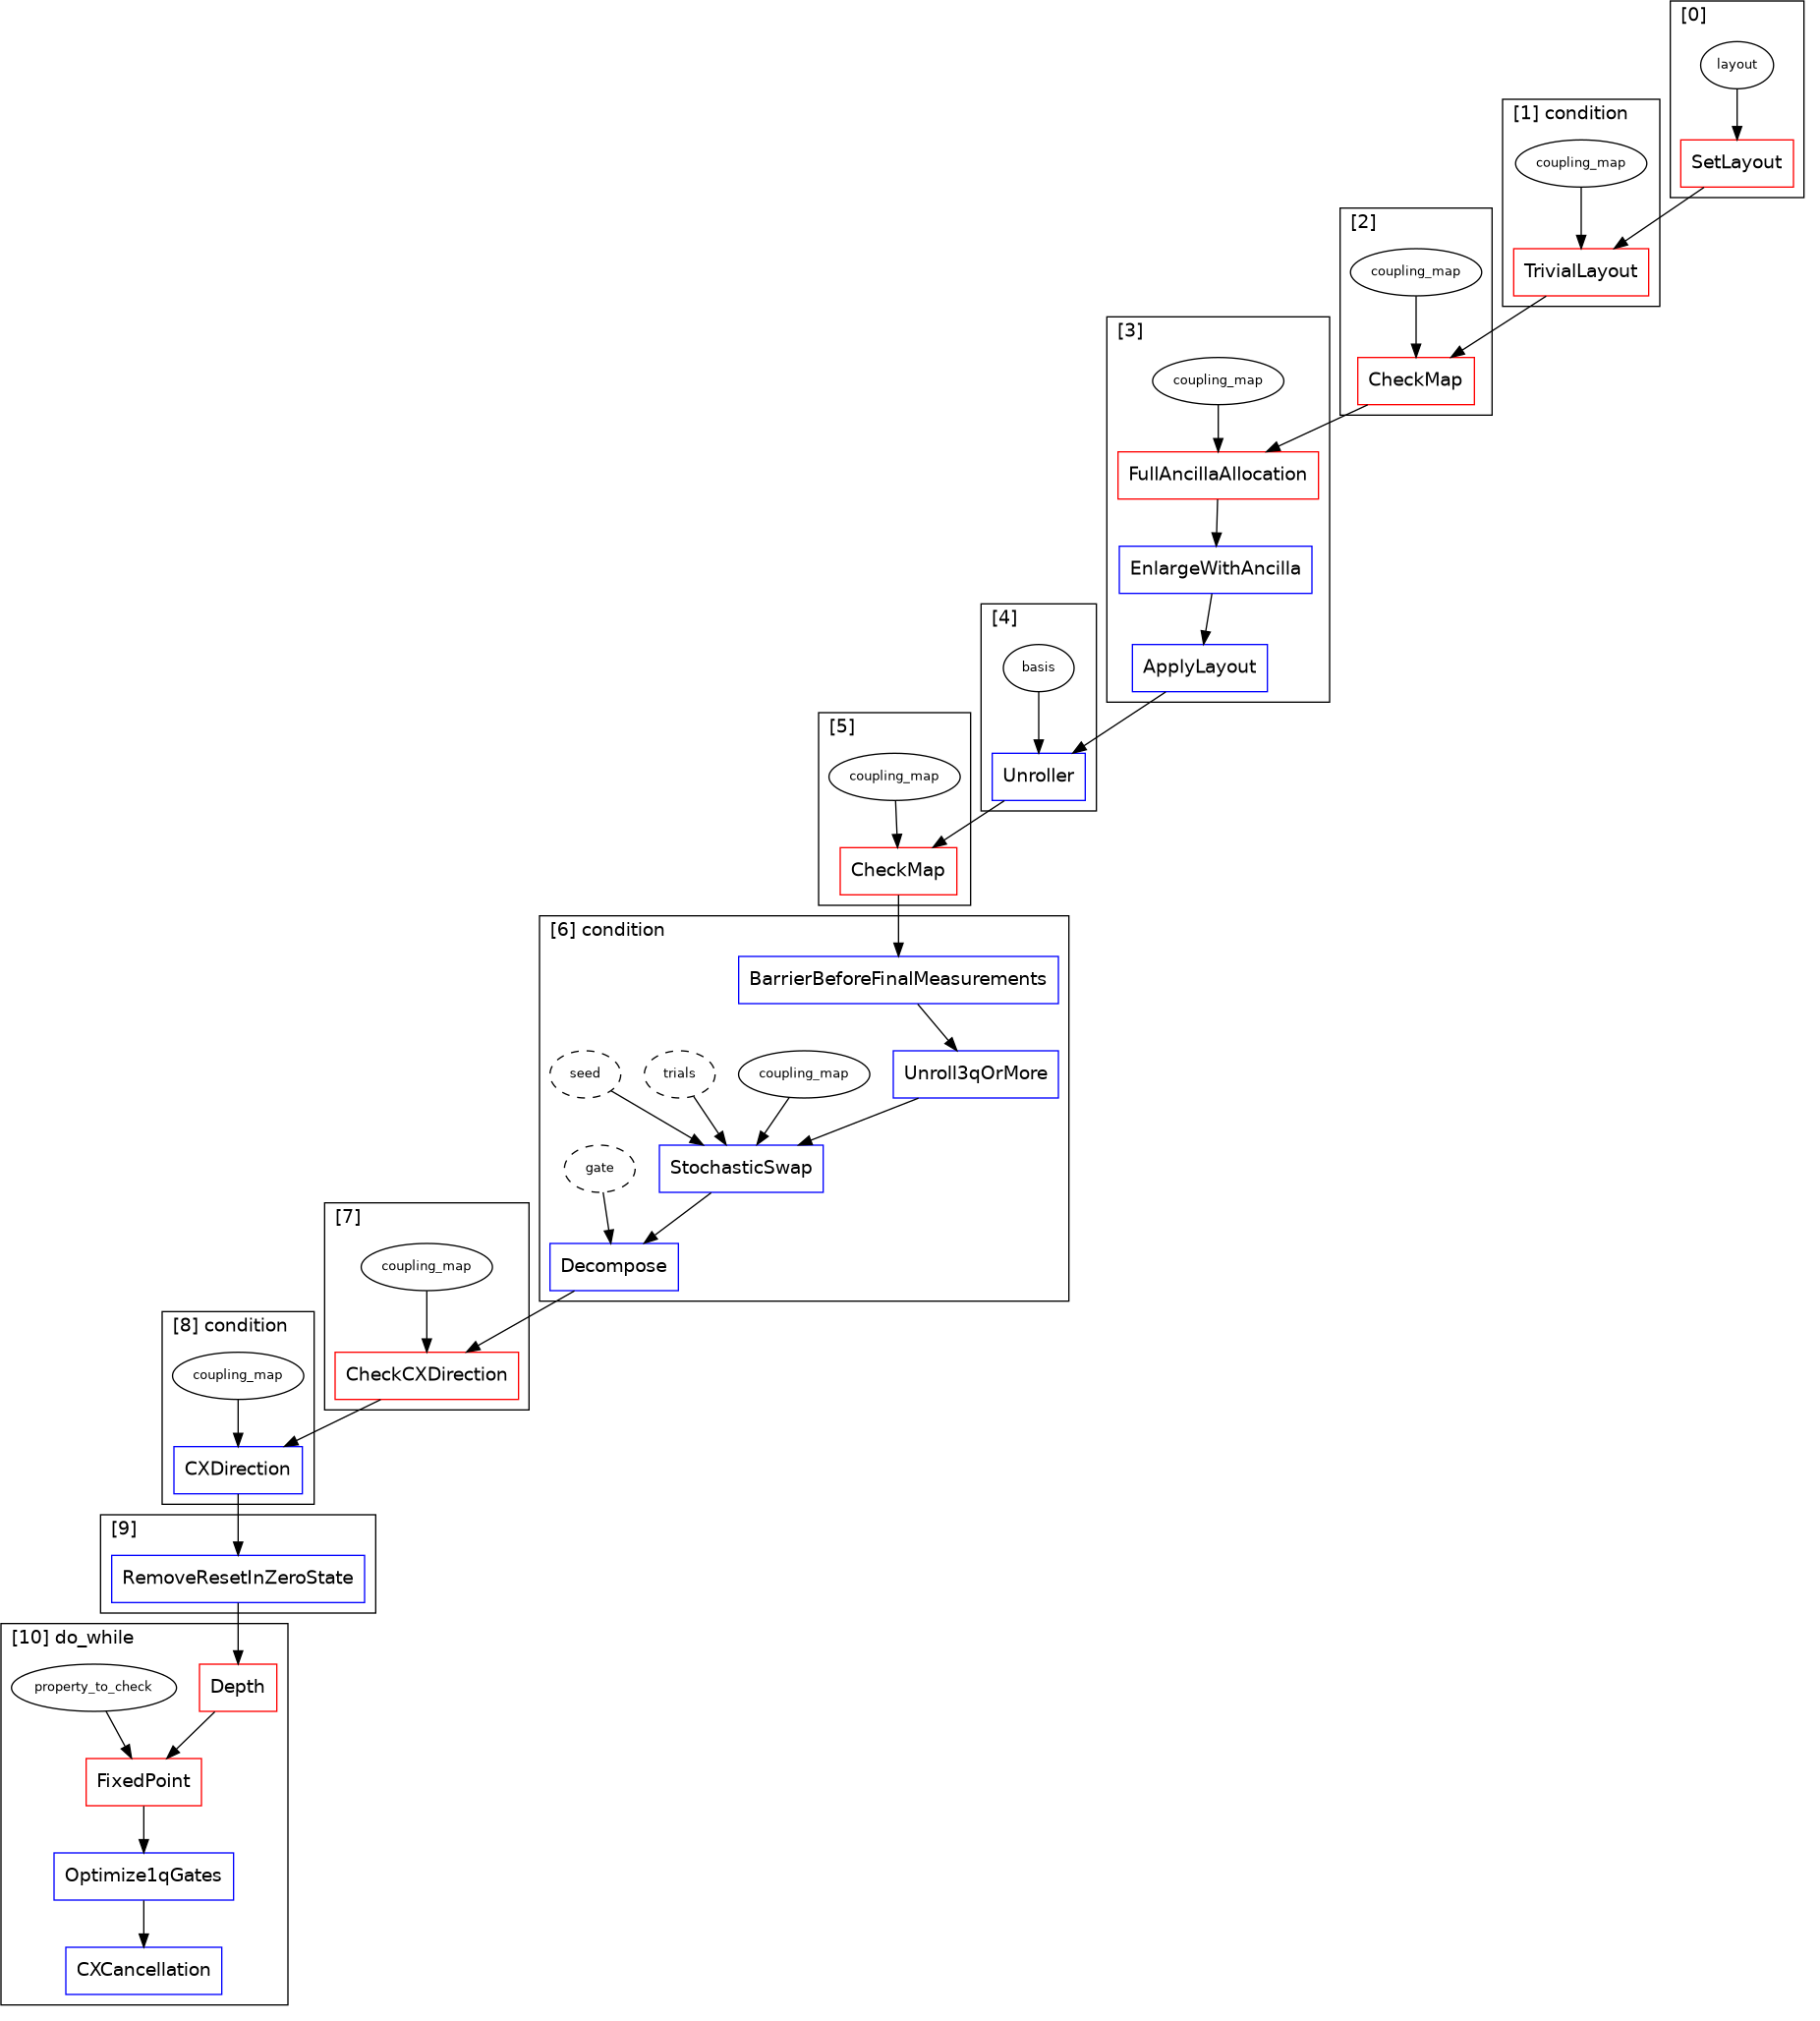 [0]
layout
SetLayout
[1] condition
coupling_map
TrivialLayout
[2]
coupling_map
CheckMap
[3]
coupling_map
FullAncillaAllocation
EnlargeWithAncilla
ApplyLayout
[4]
basis
Unroller
[5]
coupling_map
CheckMap
[6] condition
BarrierBeforeFinalMeasurements
seed
trials
coupling_map
Unroll3qOrMore
gate
StochasticSwap
Decompose
[7]
coupling_map
CheckCXDirection
[8] condition
coupling_map
CXDirection
[9]
RemoveResetInZeroState
[10] do_while
property_to_check
Depth
FixedPoint
Optimize1qGates
CXCancellation